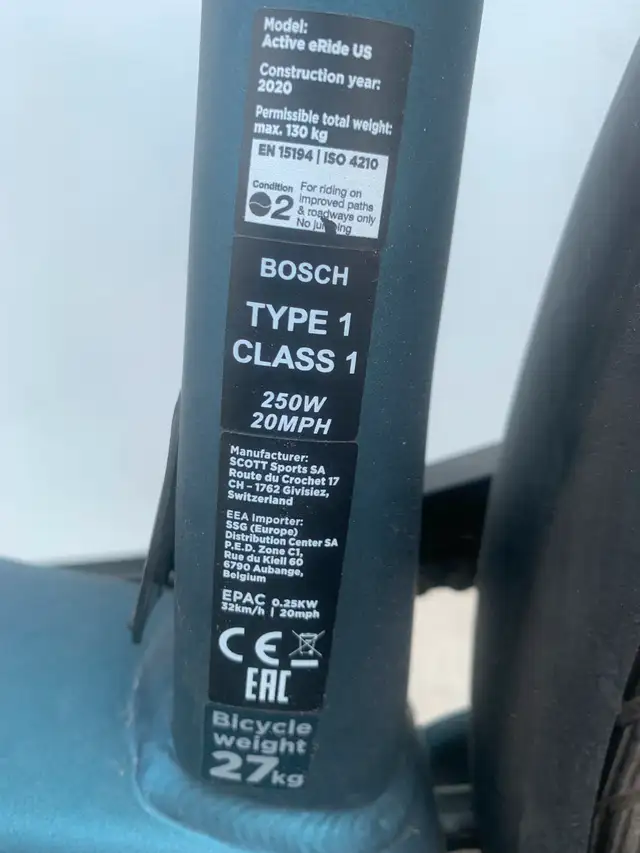 Model:
Active eRide US
Construction year:
2020
Permissible total weight:
max. 130 kg
EN 15194 | ISO 4210
Condition
2
For riding on
improved paths
& roadways only
No jumping
BOSCH
TYPE 1
CLASS 1
250W
20MPH
Manufacturer:
SCOTT Sports SA
Route du Crochet 17
CH - 1762 Givisiez,
Switzerland
EEA Importer:
SSG (Europe)
Distribution Center SA
P.E.D. Zone C1,
Rue du Kiell 60
6790 Aubange,
Belgium
EPAC 0.25KW
32km/h | 20mph
CE
EAC
Bicycle
weight
27kg